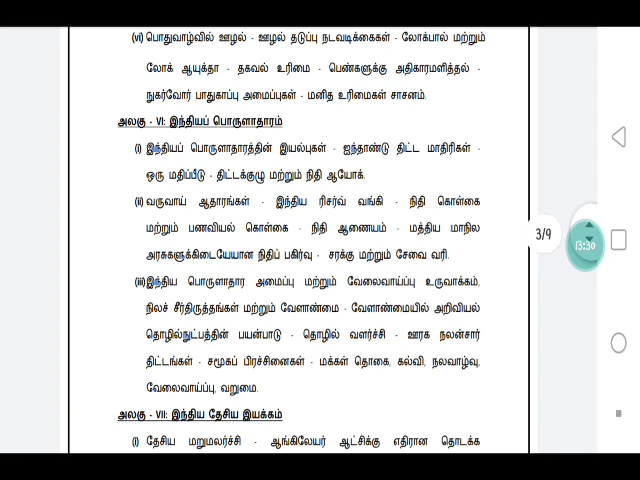 (vi) பொதுவாழ்வில் ஊழல் - ஊழல் தடுப்பு நடவடிக்கைகள் - லோக்பால் மற்றும்
லோக் ஆயுக்தா - தகவல் உரிமை - பெண்களுக்கு அதிகாரமளித்தல் -
நுகர்வோர் பாதுகாப்பு அமைப்புகள் - மனித உரிமைகள் சாசனம்.
அலகு - VI: இந்தியப் பொருளாதாரம்
(i) இந்தியப் பொருளாதாரத்தின் இயல்புகள் - ஐந்தாண்டு திட்ட மாதிரிகள் -
ஒரு மதிப்பீடு - திட்டக்குழு மற்றும் நிதி ஆயோக்.
(ii) வருவாய் ஆதாரங்கள் - இந்திய ரிசர்வ் வங்கி - நிதி கொள்கை
மற்றும் பணவியல் கொள்கை - நிதி ஆணையம் - மத்திய மாநில
அரசுகளுக்கிடையேயான நிதிப் பகிர்வு - சரக்கு மற்றும் சேவை வரி.
(iii)இந்திய பொருளாதார அமைப்பு மற்றும் வேலைவாய்ப்பு உருவாக்கம்,
நிலச் சீர்திருத்தங்கள் மற்றும் வேளாண்மை - வேளாண்மையில் அறிவியல்
தொழில்நுட்பத்தின் பயன்பாடு - தொழில் வளர்ச்சி - ஊரக நலன்சார்
திட்டங்கள் - சமூகப் பிரச்சினைகள் - மக்கள் தொகை, கல்வி, நலவாழ்வு,
வேலைவாய்ப்பு, வறுமை.
அலகு - VII: இந்திய தேசிய இயக்கம்
(i) தேசிய மறுமலர்ச்சி - ஆங்கிலேயர் ஆட்சிக்கு எதிரான தொடக்க
3/9
13:30